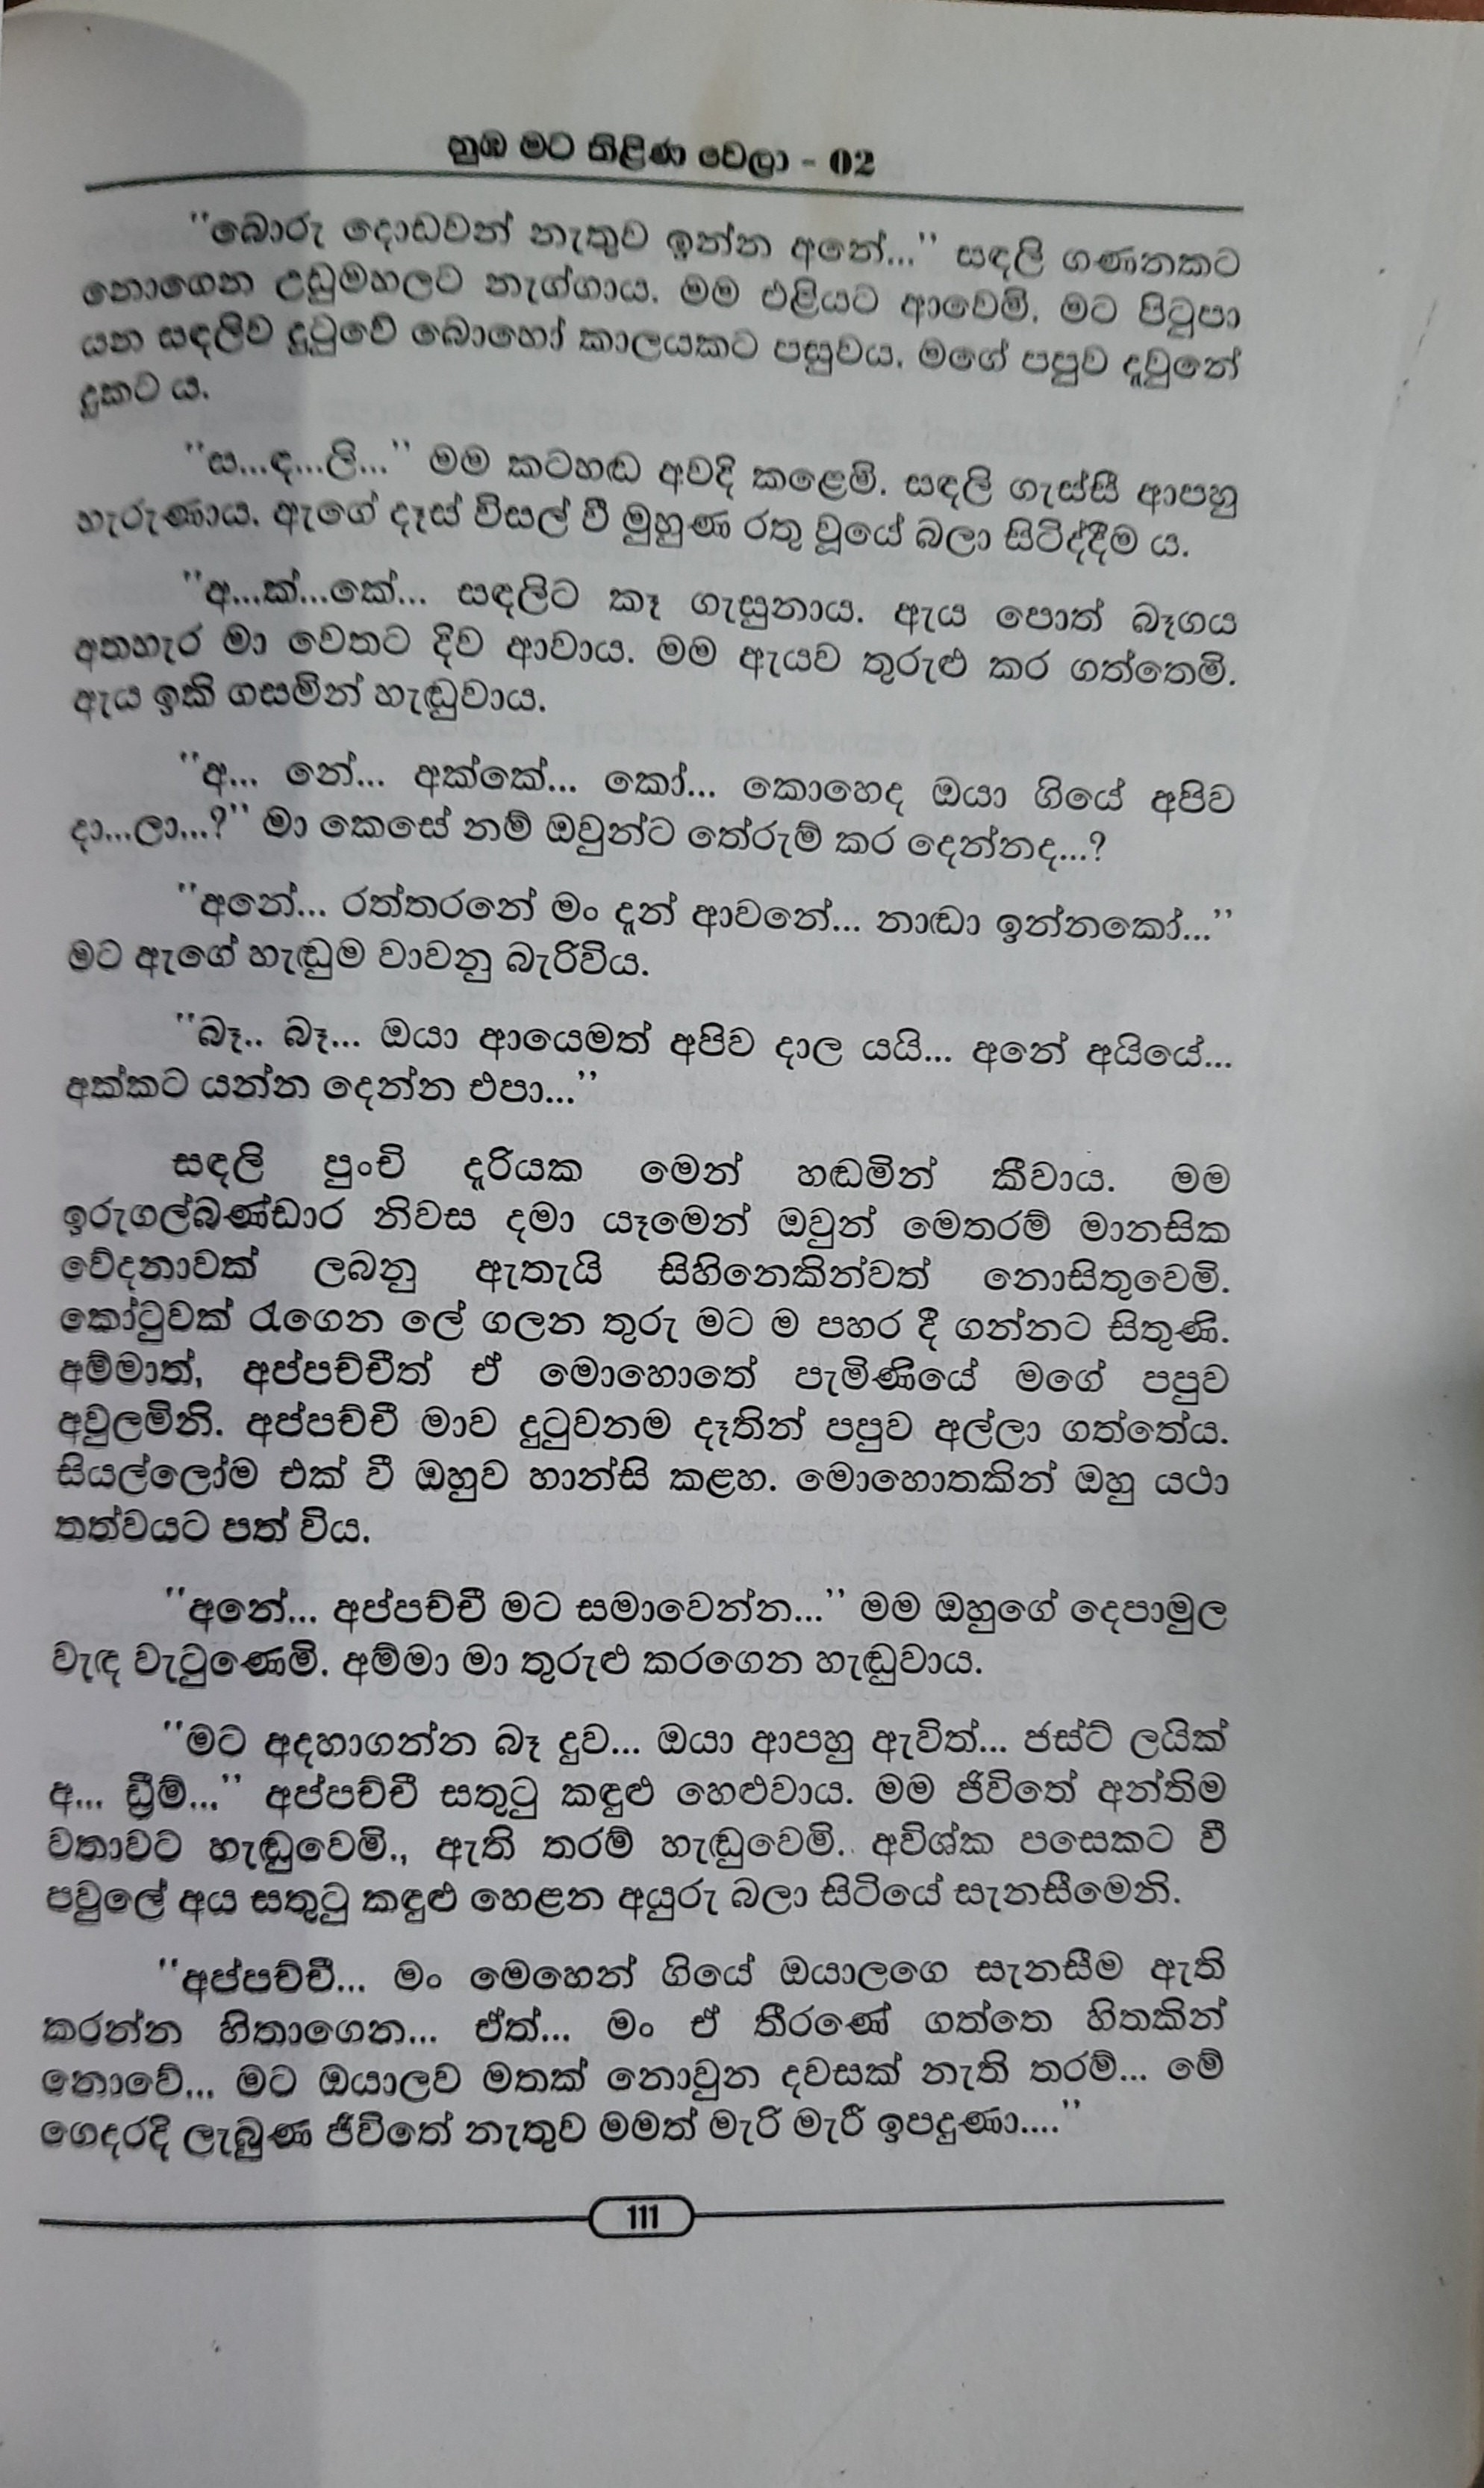 නුඹ මට තිළිණ වෙලා - 02
"බොරු දොඩවන් නැතුව ඉන්න අනේ..." සඳලි ගණනකට
නොගෙන උඩුමහලට නැග්ගාය. මම එළියට ආවෙමි. මට පිටුපා
යන සඳලිව දුටුවේ බොහෝ කාලයකට පසුවය. මගේ පපුව දැවුනේ
දුකට ය.
"ස...ඳ...ලි..." මම කටහඬ අවදි කළෙමි. සඳලි ගැස්සී ආපහු
හැරුණාය. ඇගේ දෑස් විසල් වී මුහුණ රතු වූයේ බලා සිටිද්දීම ය.
"අ...ක්...කේ... සඳලිට කෑ ගැසුනාය. ඇය පොත් බෑගය
අතහැර මා වෙතට දිව ආවාය. මම ඇයව තුරුළු කර ගත්තෙමි.
ඇය ඉකි ගසමින් හැඬුවාය.
"අ... නේ... අක්කේ... කෝ... කොහෙද ඔයා ගියේ අපිව
දා...ලා...?" මා කෙසේ නම් ඔවුන්ට තේරුම් කර දෙන්නද...?
"අනේ... රත්තරනේ මං දැන් ආවනේ... නාඬා ඉන්නකෝ..."
මට ඇගේ හැඬුම වාවනු බැරිවිය.
"බෑ.. බෑ... ඔයා ආයෙමත් අපිව දාල යයි... අනේ අයියේ...
අක්කට යන්න දෙන්න එපා..."
සඳලි පුංචි දැරියක මෙන් හඬමින් කීවාය. මම
ඉරුගල්බණ්ඩාර නිවස දමා යෑමෙන් ඔවුන් මෙතරම් මානසික
වේදනාවක් ලබනු ඇතැයි සිහිනෙකින්වත් නොසිතුවෙමි.
කෝටුවක් රැගෙන ලේ ගලන තුරු මට ම පහර දී ගන්නට සිතුණි.
අම්මාත්, අප්පච්චීත් ඒ මොහොතේ පැමිණියේ මගේ පපුව
අවුලමිනි. අප්පච්චී මාව දුටුවනම දෑතින් පපුව අල්ලා ගත්තේය.
සියල්ලෝම එක් වී ඔහුව හාන්සි කළහ. මොහොතකින් ඔහු යථා
තත්වයට පත් විය.
"අනේ... අප්පච්චී මට සමාවෙන්න..." මම ඔහුගේ දෙපාමුල
වැඳ වැටුණෙමි. අම්මා මා තුරුළු කරගෙන හැඬුවාය.
"මට අදහාගන්න බෑ දුව... ඔයා ආපහු ඇවිත්... ජස්ට් ලයික්
අ... ඩ්‍රීම්..." අප්පච්චී සතුටු කඳුළු හෙළුවාය. මම ජිවිතේ අන්තිම
වතාවට හැඬුවෙමි., ඇති තරම් හැඬුවෙමි. අවිශ්ක පසෙකට වී
පවුලේ අය සතුටු කඳුළු හෙළන අයුරු බලා සිටියේ සැනසීමෙනි.
"අප්පච්චී... මං මෙහෙන් ගියේ ඔයාලගෙ සැනසීම ඇති
කරන්න හිතාගෙන... ඒත්... මං ඒ තීරණේ ගත්තෙ හිතකින්
නොවේ... මට ඔයාලව මතක් නොවුන දවසක් නැති තරම්... මේ
ගෙදරදි ලැබුණ ජීවිතේ නැතුව මමත් මැරි මැරී ඉපදුණා...."
111